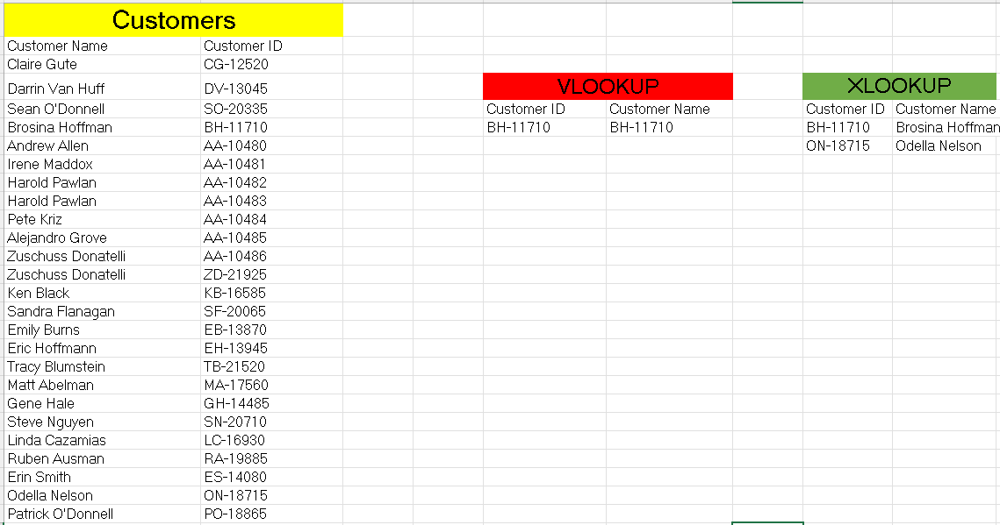 Customers
Customer Name Customer ID
Claire Gute CG-12520
VLOOKUP XLOOKUP
Darrin Van Huff DV-13045
Sean O'Donnell SO-20335 Customer ID Customer Name Customer ID Customer Name
Brosina Hoffman BH-11710 BH-11710 BH-11710 BH-11710 Brosina Hoffman
Andrew Allen AA-10480 ON-18715 Odella Nelson
Irene Maddox AA-10481
Harold Pawlan AA-10482
Harold Pawlan AA-10483
Pete Kriz AA-10484
Alejandro Grove AA-10485
Zuschuss Donatelli AA-10486
Zuschuss Donatelli ZD-21925
Ken Black KB-16585
Sandra Flanagan SF-20065
Emily Burns EB-13870
Eric Hoffmann EH-13945
Tracy Blumstein TB-21520
Matt Abelman MA-17560
Gene Hale GH-14485
Steve Nguyen SN-20710
Linda Cazamias LC-16930
Ruben Ausman RA-19885
Erin Smith ES-14080
Odella Nelson ON-18715
Patrick O'Donnell PO-18865